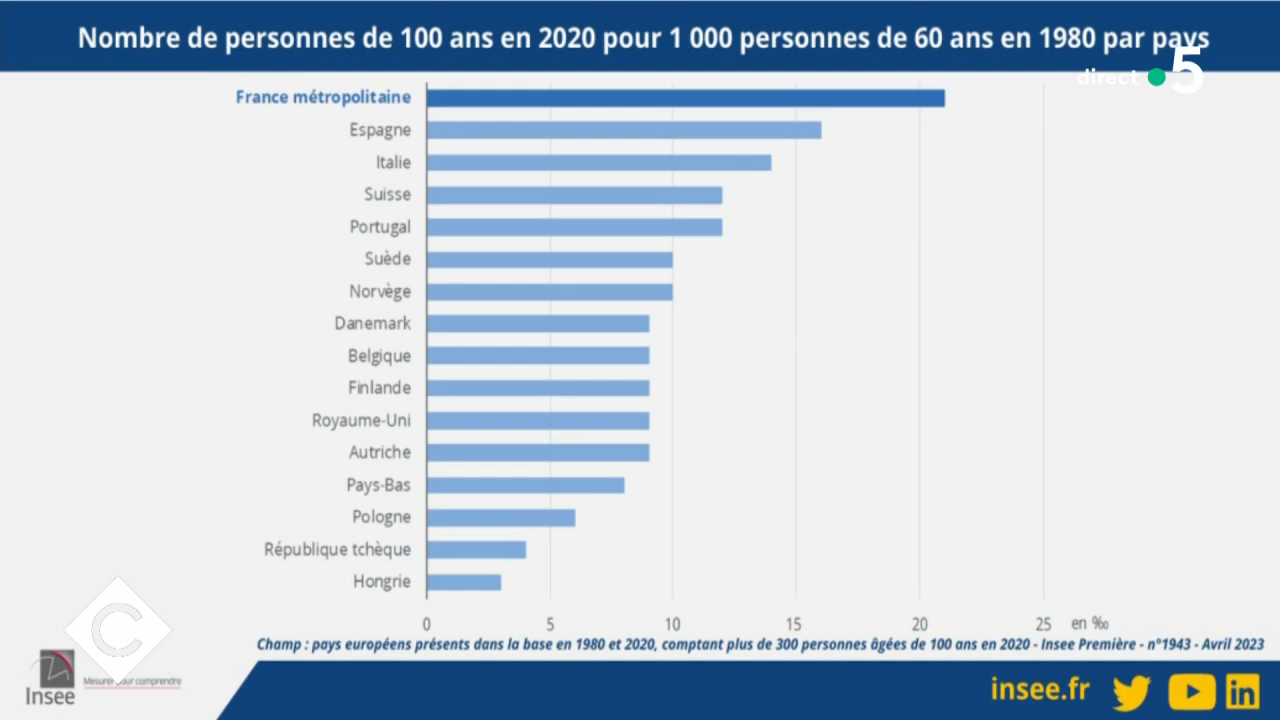 Nombre de personnes de 100 ans en 2020 pour 1 000 personnes de 60 ans en 1980 par pays
direct 5
France métropolitaine
Espagne
Italie
Suisse
Portugal
Suède
Norvège
Danemark
Belgique
Finlande
Royaume-Uni
Autriche
Pays-Bas
Pologne
République tchèque
Hongrie
0 5 10 15 20 25 en ‰
Champ : pays européens présents dans la base en 1980 et 2020, comptant plus de 300 personnes âgées de 100 ans en 2020 - Insee Première - n°1943 - Avril 2023
C
Insee
Mesurer pour comprendre
insee.fr
in